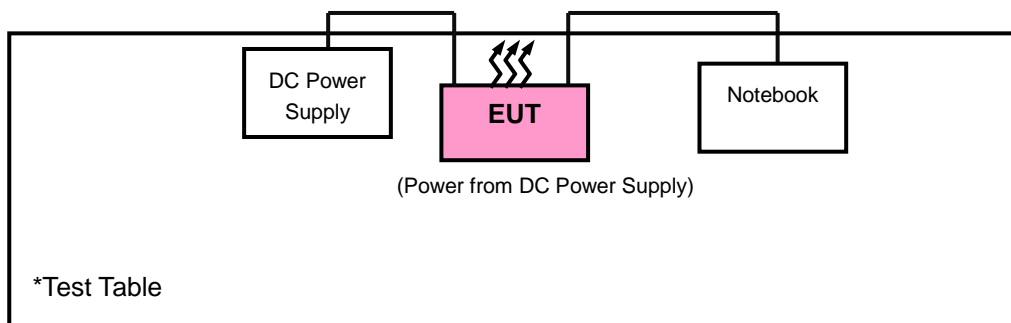 DC Power
Supply
EUT
Notebook
(Power from DC Power Supply)
*Test Table